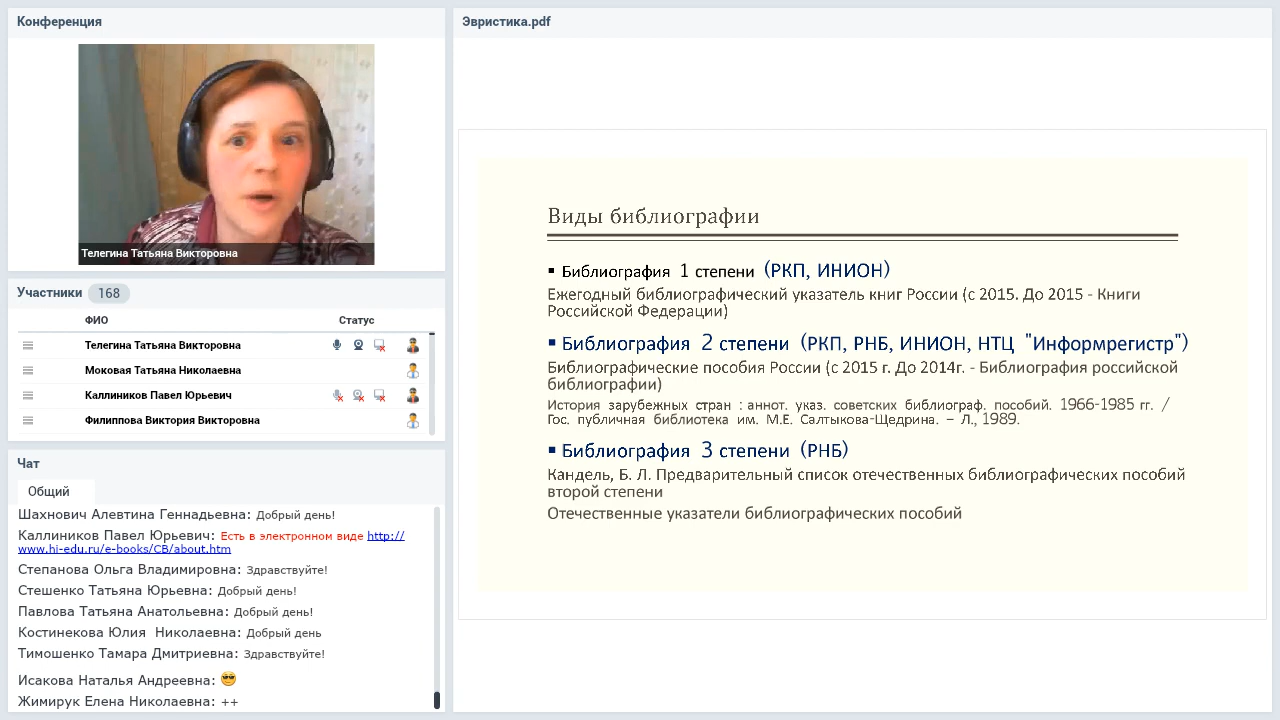 Конференция
Телегина Татьяна Викторовна
Участники 168
ФИО Статус
Телегина Татьяна Викторовна
Моковая Татьяна Николаевна
Каллиников Павел Юрьевич
Филиппова Виктория Викторовна
Чат
Общий
Шахнович Алевтина Геннадьевна: Добрый день!
Каллиников Павел Юрьевич: Есть в электронном виде http://
www.hi-edu.ru/e-books/CB/about.htm
Степанова Ольга Владимировна: Здравствуйте!
Стешенко Татьяна Юрьевна: Добрый день!
Павлова Татьяна Анатольевна: Добрый день!
Костинекова Юлия Николаевна: Добрый день
Тимошенко Тамара Дмитриевна: Здравствуйте!
Исакова Наталья Андреевна: 😎
Жимирук Елена Николаевна: ++
Эвристика.pdf
Виды библиографии
▪ Библиография 1 степени (РКП, ИНИОН)
Ежегодный библиографический указатель книг России (с 2015. До 2015 - Книги
Российской Федерации)
▪ Библиография 2 степени (РКП, РНБ, ИНИОН, НТЦ "Информрегистр")
Библиографические пособия России (с 2015 г. До 2014г. - Библиография российской
библиографии)
История зарубежных стран : аннот. указ. советских библиограф. пособий. 1966-1985 гг. /
Гос. публичная библиотека им. М.Е. Салтыкова-Щедрина. – Л., 1989.
▪ Библиография 3 степени (РНБ)
Кандель, Б. Л. Предварительный список отечественных библиографических пособий
второй степени
Отечественные указатели библиографических пособий